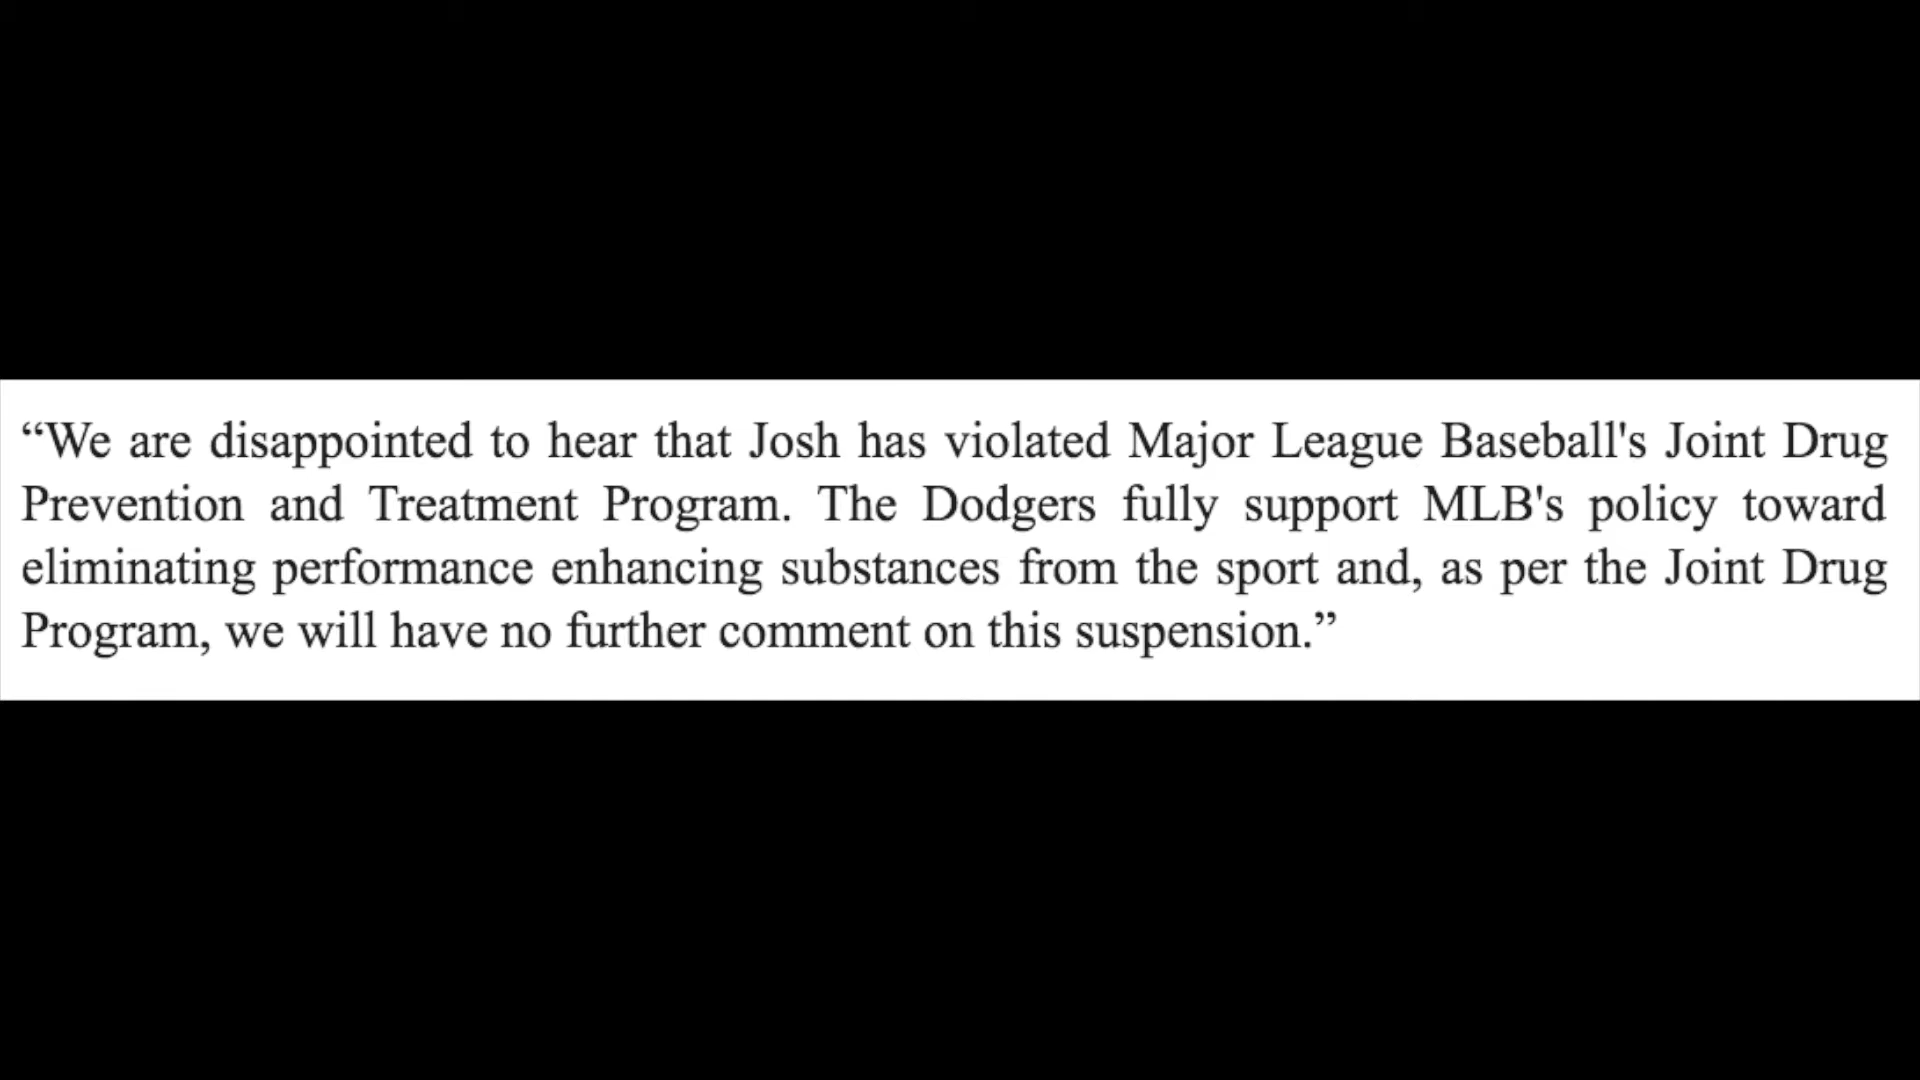 “We are disappointed to hear that Josh has violated Major League Baseball's Joint Drug
Prevention and Treatment Program. The Dodgers fully support MLB's policy toward
eliminating performance enhancing substances from the sport and, as per the Joint Drug
Program, we will have no further comment on this suspension.”